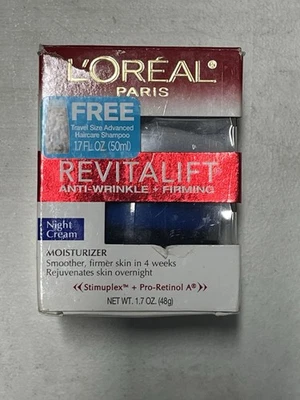 L'ORÉAL
PARIS
FREE
Travel Size Advanced
Haircare Shampoo
1.7 FL. OZ. (50ml)
REVITALIFT
ANTI-WRINKLE + FIRMING
Night
Cream
MOISTURIZER
Smoother, firmer skin in 4 weeks
Rejuvenates skin overnight
Stimuplex™ + Pro-Retinol A®
NET WT. 1.7 OZ. (48g)